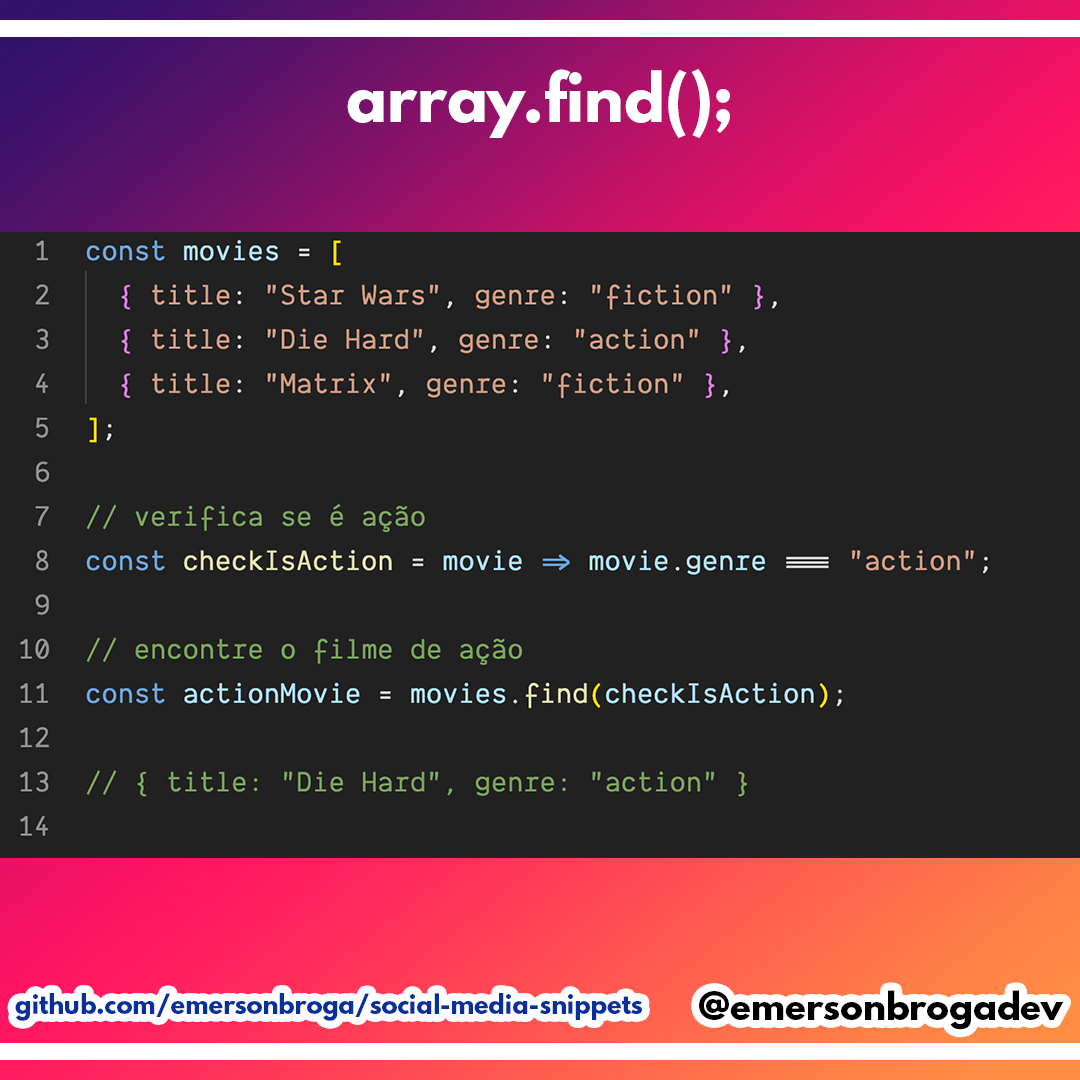 array.find();
1 const movies = [
2 { title: "Star Wars", genre: "fiction" },
3 { title: "Die Hard", genre: "action" },
4 { title: "Matrix", genre: "fiction" },
5 ];
6
7 // verifica se é ação
8 const checkIsAction = movie => movie.genre === "action";
9
10 // encontre o filme de ação
11 const actionMovie = movies.find(checkIsAction);
12
13 // { title: "Die Hard", genre: "action" }
14
github.com/emersonbroga/social-media-snippets
@emersonbrogadev